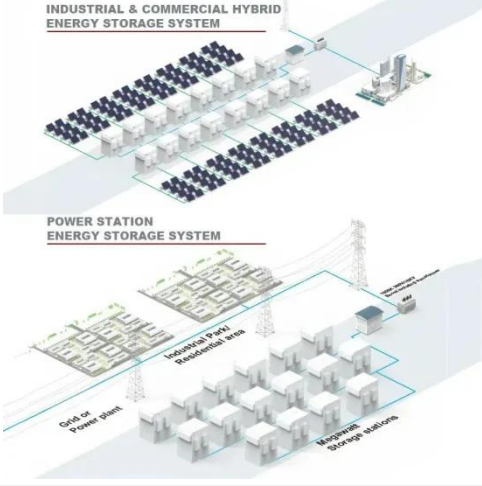 INDUSTRIAL & COMMERCIAL HYBRID
ENERGY STORAGE SYSTEM
POWER STATION
ENERGY STORAGE SYSTEM
Industrial Park/
Residential area
Grid or
Power plant
Megawatt
Storage stations